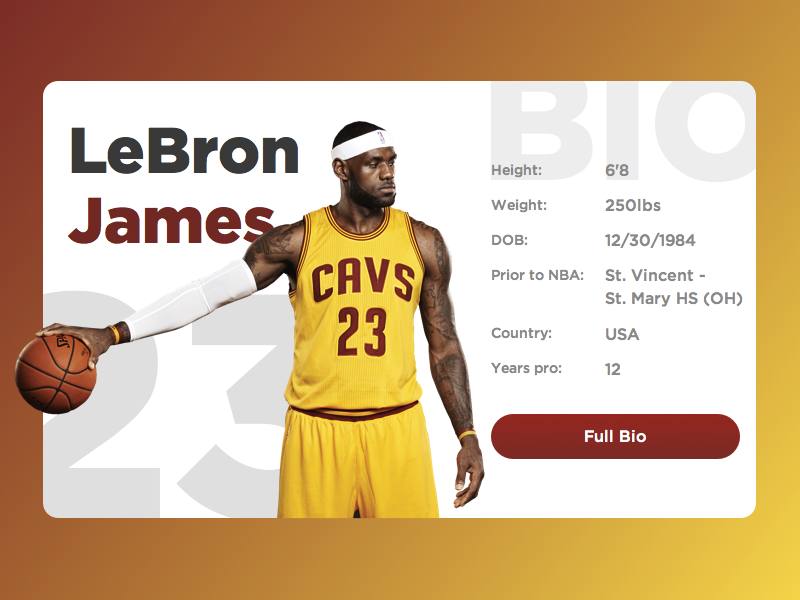 BIO
LeBron
James
23
CAVS
23
Height: 6'8
Weight: 250lbs
DOB: 12/30/1984
Prior to NBA: St. Vincent -
St. Mary HS (OH)
Country: USA
Years pro: 12
Full Bio